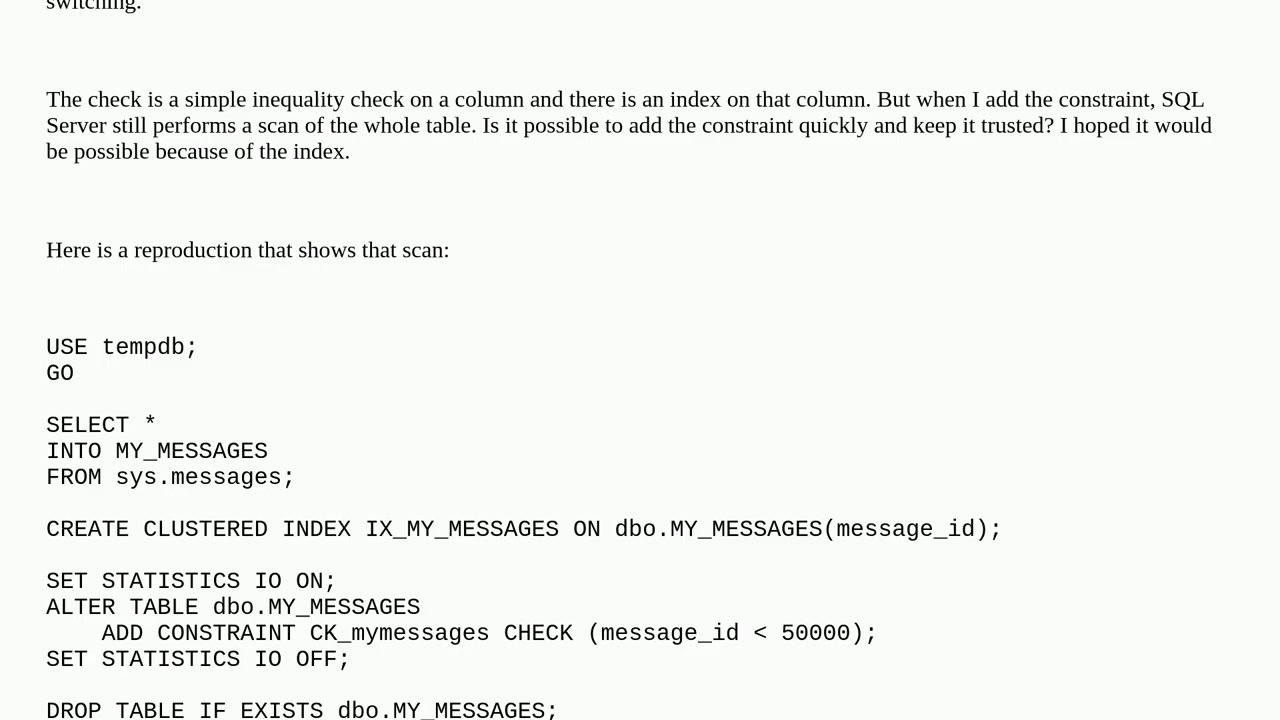 switching.
The check is a simple inequality check on a column and there is an index on that column. But when I add the constraint, SQL
Server still performs a scan of the whole table. Is it possible to add the constraint quickly and keep it trusted? I hoped it would
be possible because of the index.
Here is a reproduction that shows that scan:
USE tempdb;
GO
SELECT *
INTO MY_MESSAGES
FROM sys.messages;
CREATE CLUSTERED INDEX IX_MY_MESSAGES ON dbo.MY_MESSAGES(message_id);
SET STATISTICS IO ON;
ALTER TABLE dbo.MY_MESSAGES
    ADD CONSTRAINT CK_mymessages CHECK (message_id < 50000);
SET STATISTICS IO OFF;
DROP TABLE IF EXISTS dbo.MY_MESSAGES;